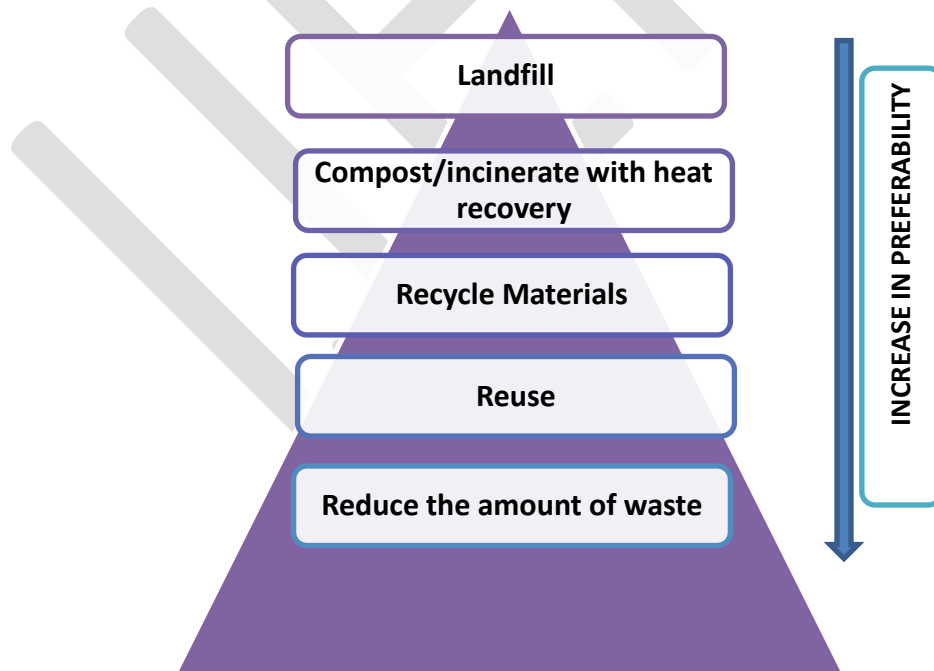 Landfill
Compost/incinerate with heat
recovery
Recycle Materials
Reuse
Reduce the amount of waste
INCREASE IN PREFERABILITY